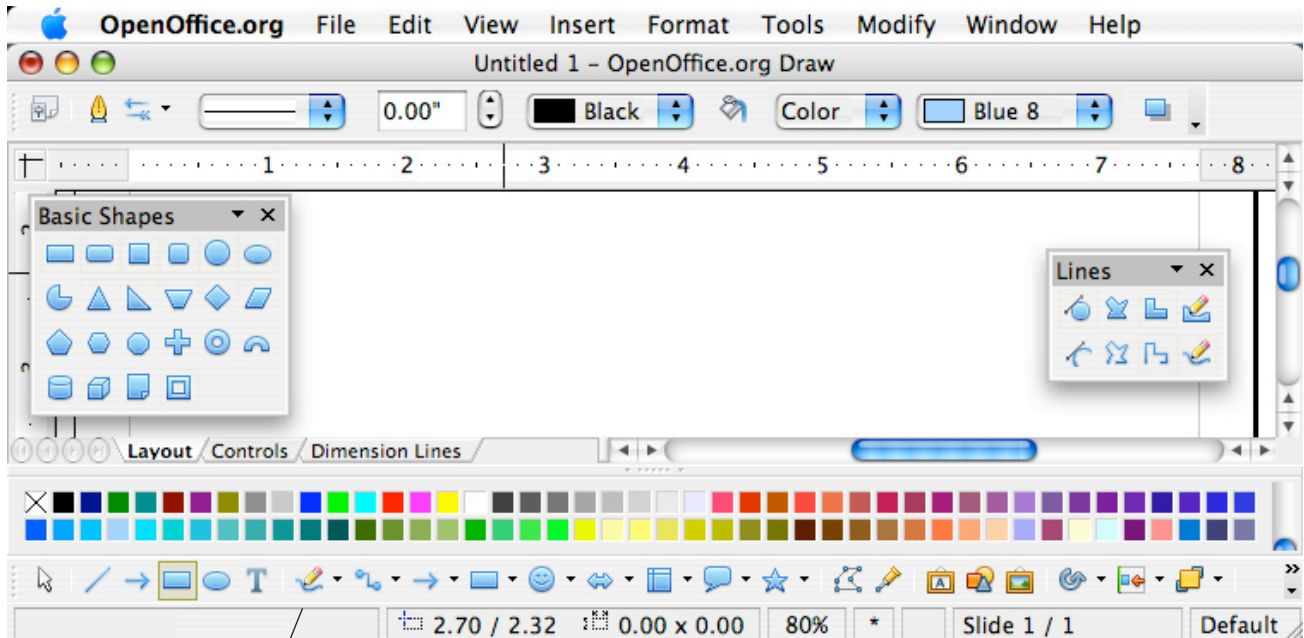 OpenOffice.org File Edit View Insert Format Tools Modify Window Help
Untitled 1 – OpenOffice.org Draw
0.00" Black Color Blue 8
1 2 3 4 5 6 7 8
Basic Shapes
Lines
Layout Controls Dimension Lines
T
A
2.70 / 2.32 0.00 x 0.00 80% * Slide 1 / 1 Default